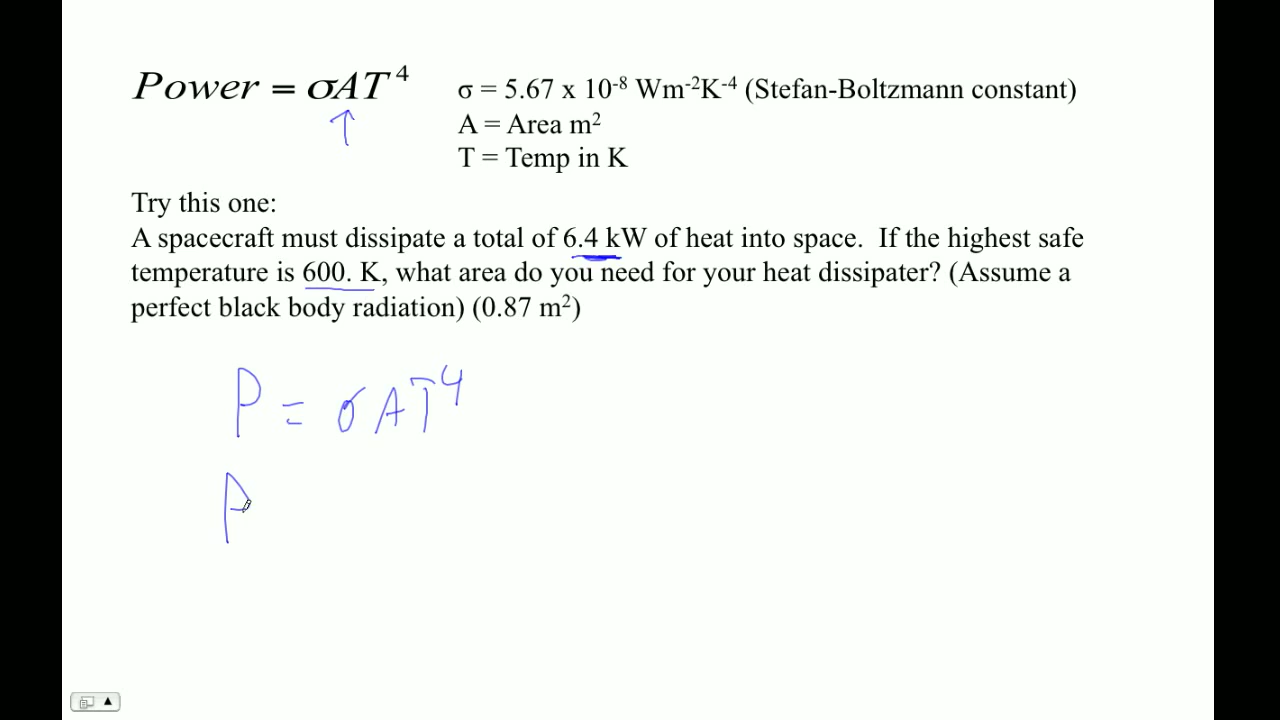 Power = σAT⁴
σ = 5.67 x 10⁻⁸ Wm⁻²K⁻⁴ (Stefan-Boltzmann constant)
A = Area m²
T = Temp in K
Try this one:
A spacecraft must dissipate a total of 6.4 kW of heat into space. If the highest safe
temperature is 600. K, what area do you need for your heat dissipater? (Assume a
perfect black body radiation) (0.87 m²)
P = σAT⁴
P